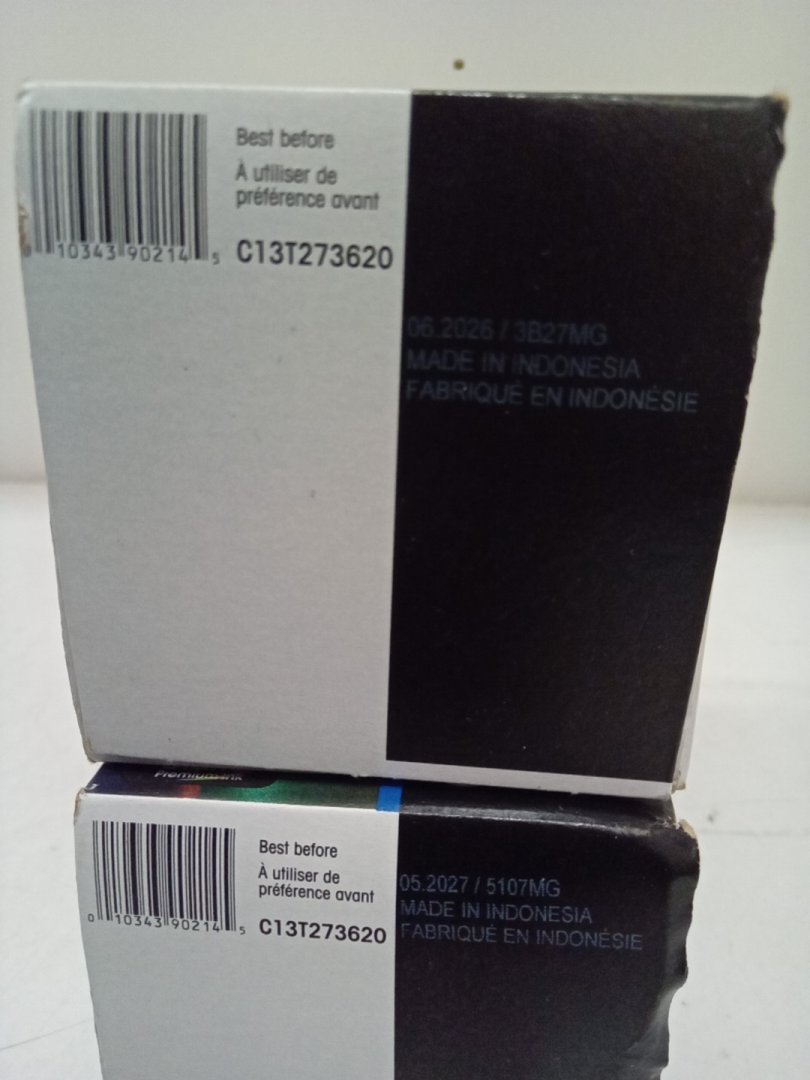 Best before
À utiliser de
préférence avant
0 10343 90214 5
C13T273620
06.2026 / 3B27MG
MADE IN INDONESIA
FABRIQUÉ EN INDONÉSIE
PremiumInk
Best before
À utiliser de
préférence avant
0 10343 90214 5
C13T273620
05.2027 / 5107MG
MADE IN INDONESIA
FABRIQUÉ EN INDONÉSIE